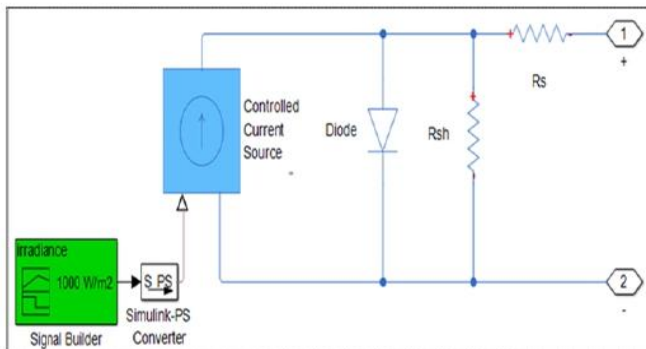 1
+
Rs
Controlled
Current
Source
-
Diode
Rsh
+
-
+
-
irradiance
1000 W/m2
S PS
Simulink-PS
Converter
Signal Builder
2
-